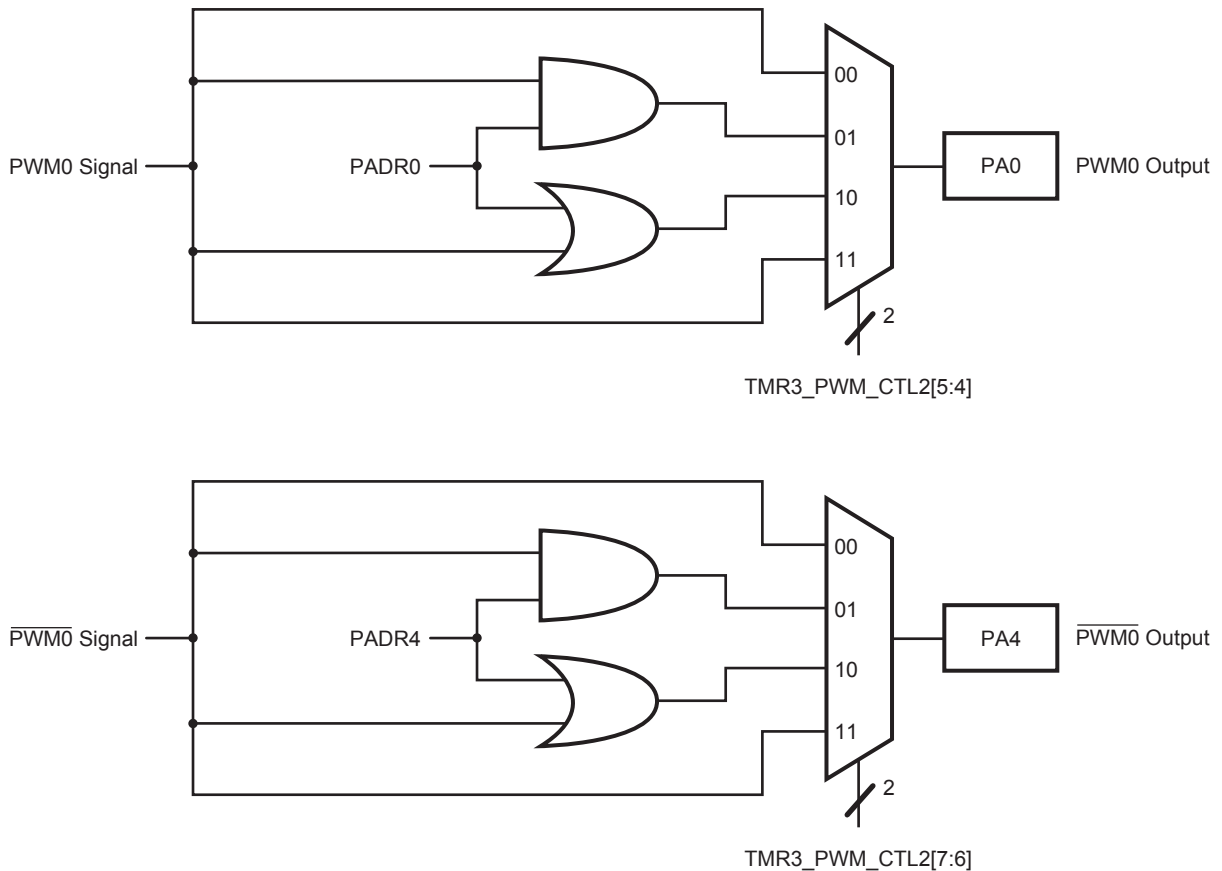 00
01
PWM0 Signal
PADR0
PA0
PWM0 Output
10
11
2
TMR3_PWM_CTL2[5:4]
00
01
PWM0 Signal
PADR4
PA4
PWM0 Output
10
11
2
TMR3_PWM_CTL2[7:6]